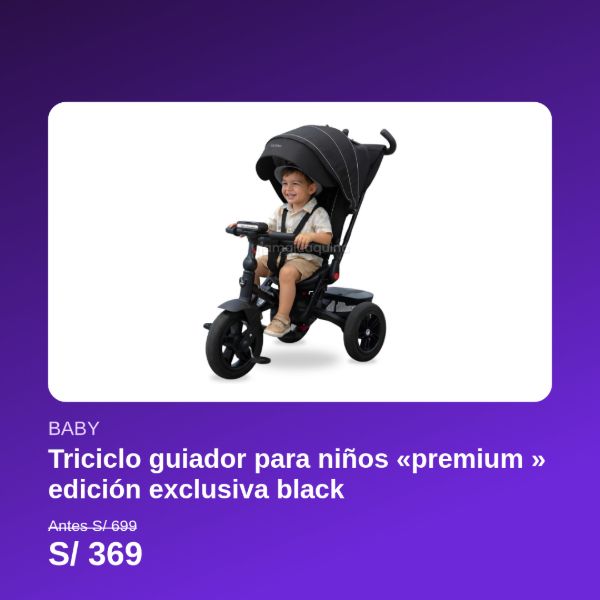 BABY
Triciclo guiador para niños «premium »
edición exclusiva black
Antes S/ 699
S/ 369